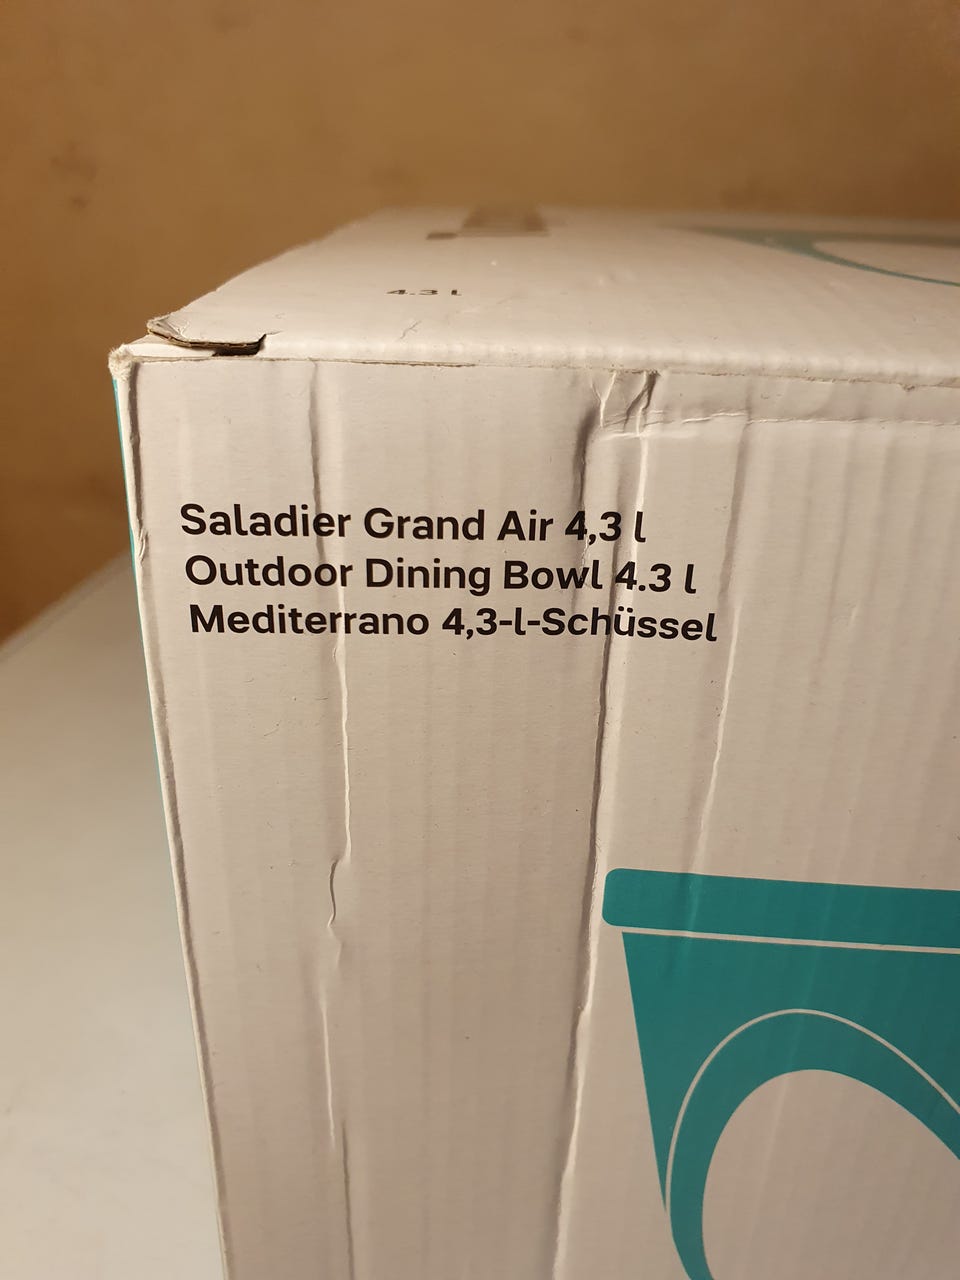 4.3 l
Saladier Grand Air 4,3 l
Outdoor Dining Bowl 4.3 l
Mediterrano 4,3-l-Schüssel